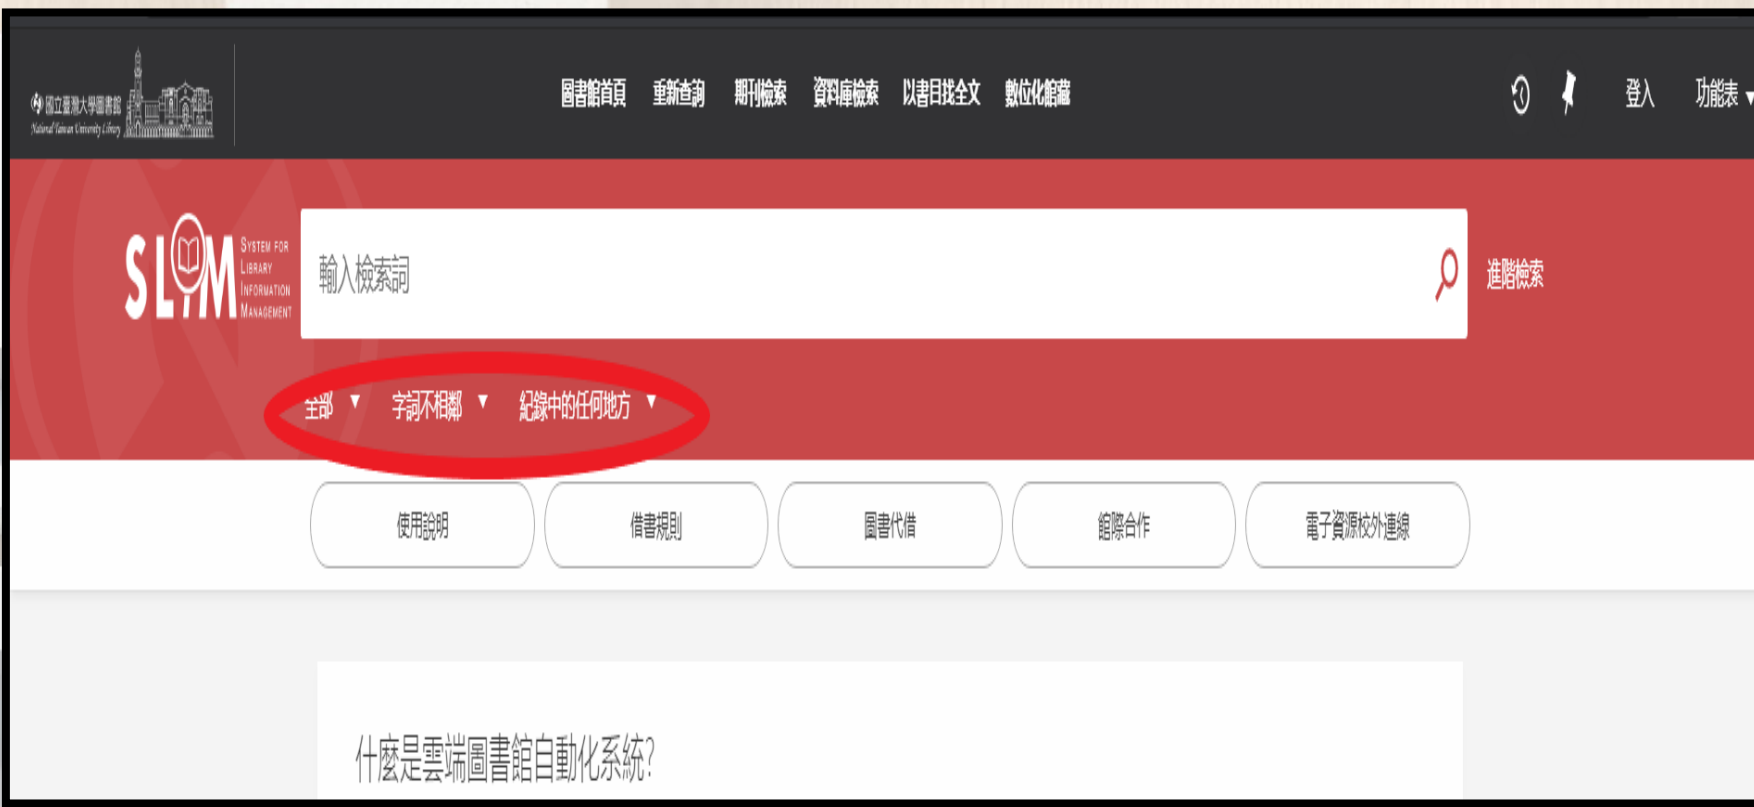 國立臺灣大學圖書館
National Taiwan University Library
圖書館首頁 重新查詢 期刊檢索 資料庫檢索 以書目找全文 數位化館藏
登入 功能表
SLIM
SYSTEM FOR
LIBRARY
INFORMATION
MANAGEMENT
輸入檢索詞
進階檢索
全部 字詞不相鄰 紀錄中的任何地方
使用說明 借書規則 圖書代借 館際合作 電子資源校外連線
什麼是雲端圖書館自動化系統?